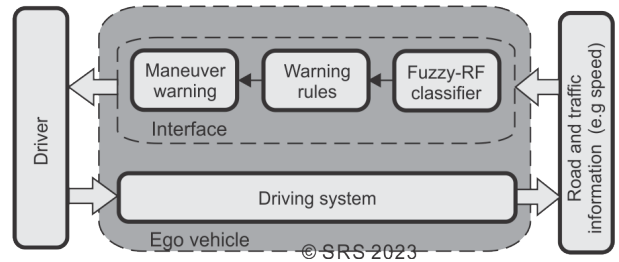 Driver
Maneuver
warning
Warning
rules
Fuzzy-RF
classifier
Interface
Driving system
Ego vehicle
Road and traffic
information (e.g speed)
© SRS 2023